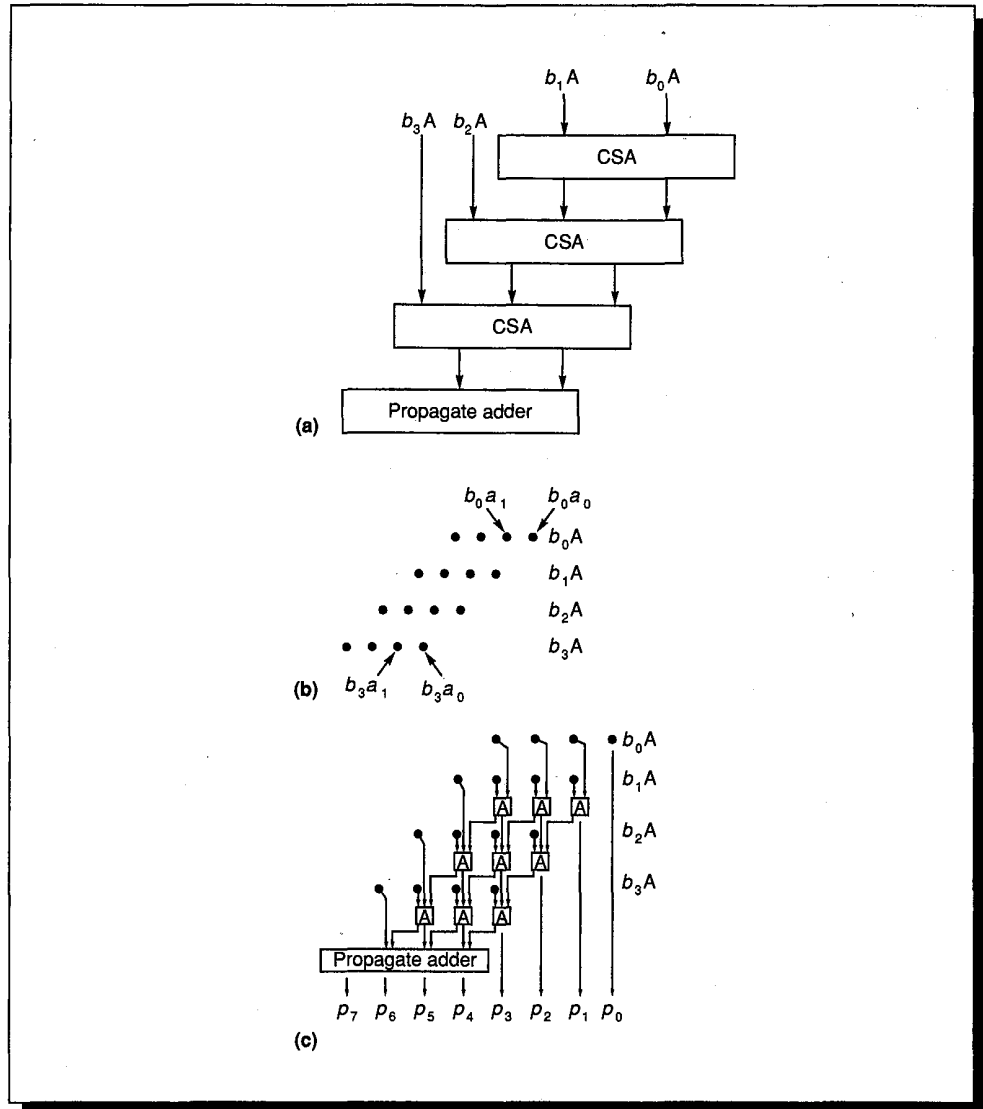 b₁A b₀A
b₃A b₂A
CSA
CSA
CSA
Propagate adder
(a)
b₀a₁ b₀a₀
b₀A
b₁A
b₂A
b₃A
b₃a₁ b₃a₀
(b)
b₀A
b₁A
A A A
b₂A
A A A
b₃A
A A A
Propagate adder
p₇ p₆ p₅ p₄ p₃ p₂ p₁ p₀
(c)